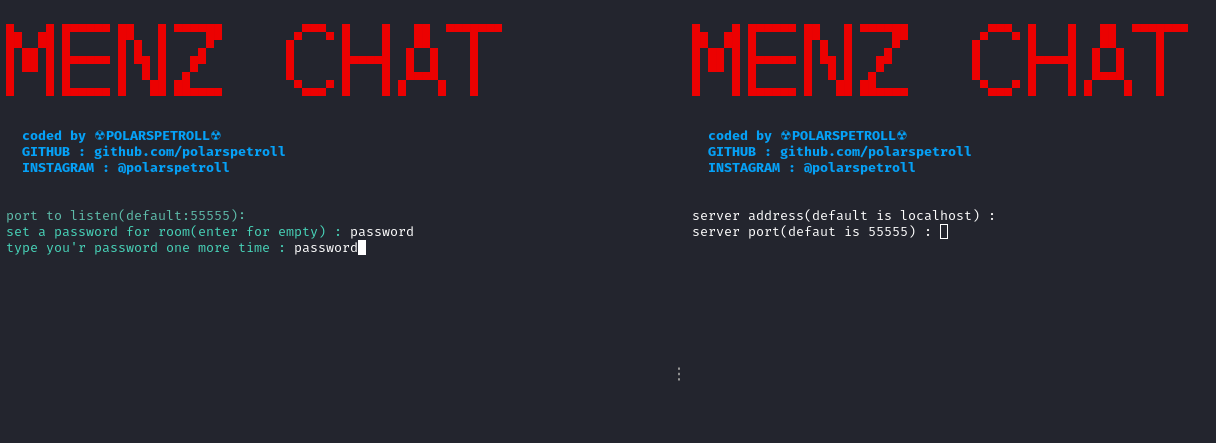 MENZ CHAT
coded by ☢POLARSPETROLL☢
GITHUB : github.com/polarspetroll
INSTAGRAM : @polarspetroll
port to listen(default:55555):
set a password for room(enter for empty) : password
type you'r password one more time : password
MENZ CHAT
coded by ☢POLARSPETROLL☢
GITHUB : github.com/polarspetroll
INSTAGRAM : @polarspetroll
server address(default is localhost) :
server port(defaut is 55555) :